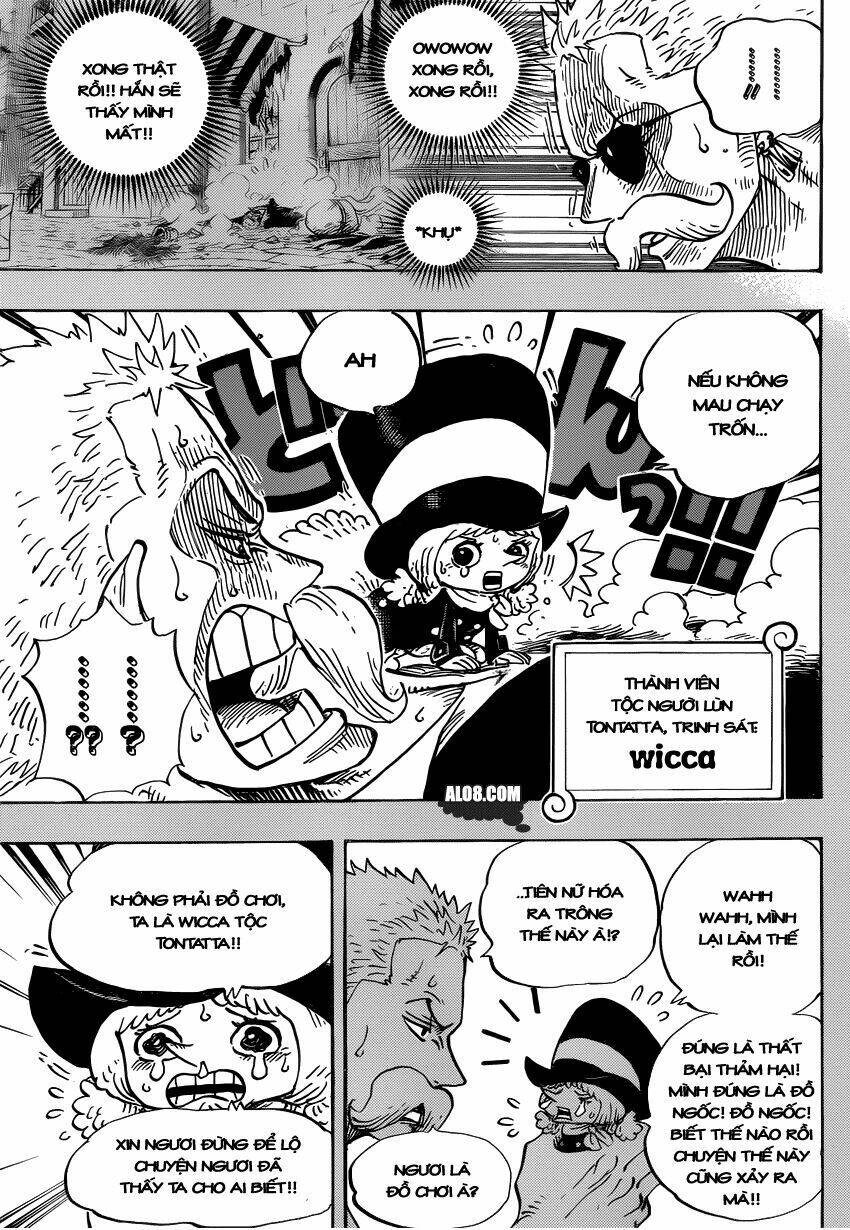 XONG THẬT
RỒI!! HẮN SẼ
THẤY MÌNH
MẤT!!
OWOWOW
XONG RỒI,
XONG RỒI!!
*KHỤ*
!!
AH
NẾU KHÔNG
MAU CHẠY
TRỐN...
ど
ん
っ
!!
?? ?
THÀNH VIÊN
TỘC NGƯỜI LÙN
TONTATTA, TRINH SÁT:
wicca
ALO8.COM
KHÔNG PHẢI ĐỒ CHƠI,
TA LÀ WICCA TỘC
TONTATTA!!
XIN NGƯƠI ĐỪNG ĐỂ LỘ
CHUYỆN NGƯƠI ĐÃ
THẤY TA CHO AI BIẾT!!
...TIÊN NỮ HÓA
RA TRÔNG
THẾ NÀY À!?
WAHH
WAHH, MÌNH
LẠI LÀM THẾ
RỒI!
ĐÚNG LÀ THẤT
BẠI THẢM HẠI!
MÌNH ĐÚNG LÀ ĐỒ
NGỐC! ĐỒ NGỐC!
BIẾT THẾ NÀO RỒI
CHUYỆN THẾ NÀY
CŨNG XẢY RA
MÀ!!
NGƯƠI LÀ
ĐỒ CHƠI À?